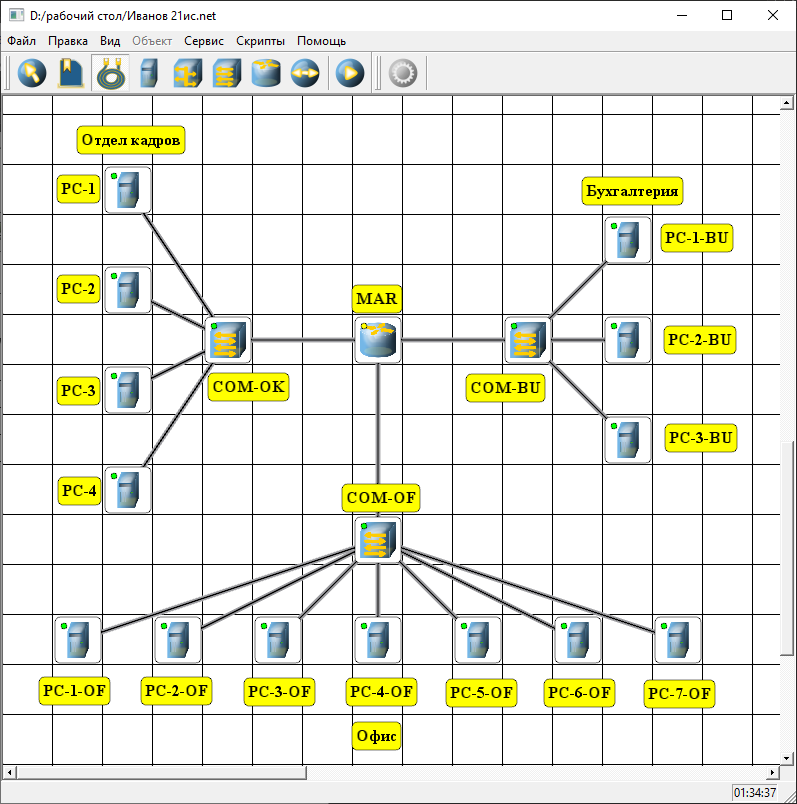 D:/рабочий стол/Иванов 21ис.net
Файл Правка Вид Объект Сервис Скрипты Помощь
Отдел кадров
PC-1
Бухгалтерия
PC-1-BU
PC-2
MAR
PC-2-BU
COM-OK
COM-BU
PC-3
PC-3-BU
PC-4
COM-OF
PC-1-OF
PC-2-OF
PC-3-OF
PC-4-OF
PC-5-OF
PC-6-OF
PC-7-OF
Офис
01:34:37